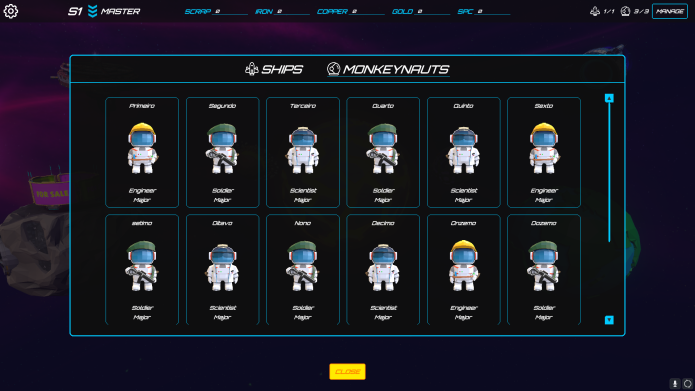 S1 MASTER SCRAP 0 IRON 0 COPPER 0 GOLD 0 SPC 0 1/1 3/3 MANAGE
SHIPS MONKEYNAUTS
Primeiro Segundo Terceiro Quarto Quinto Sexto
Engineer Soldier Scientist Soldier Scientist Engineer
Major Major Major Major Major Major
FOR SALE
setimo Oitavo Nono Decimo Onzemo Dozemo
Soldier Scientist Soldier Scientist Engineer Soldier
Major Major Major Major Major Major
CLOSE